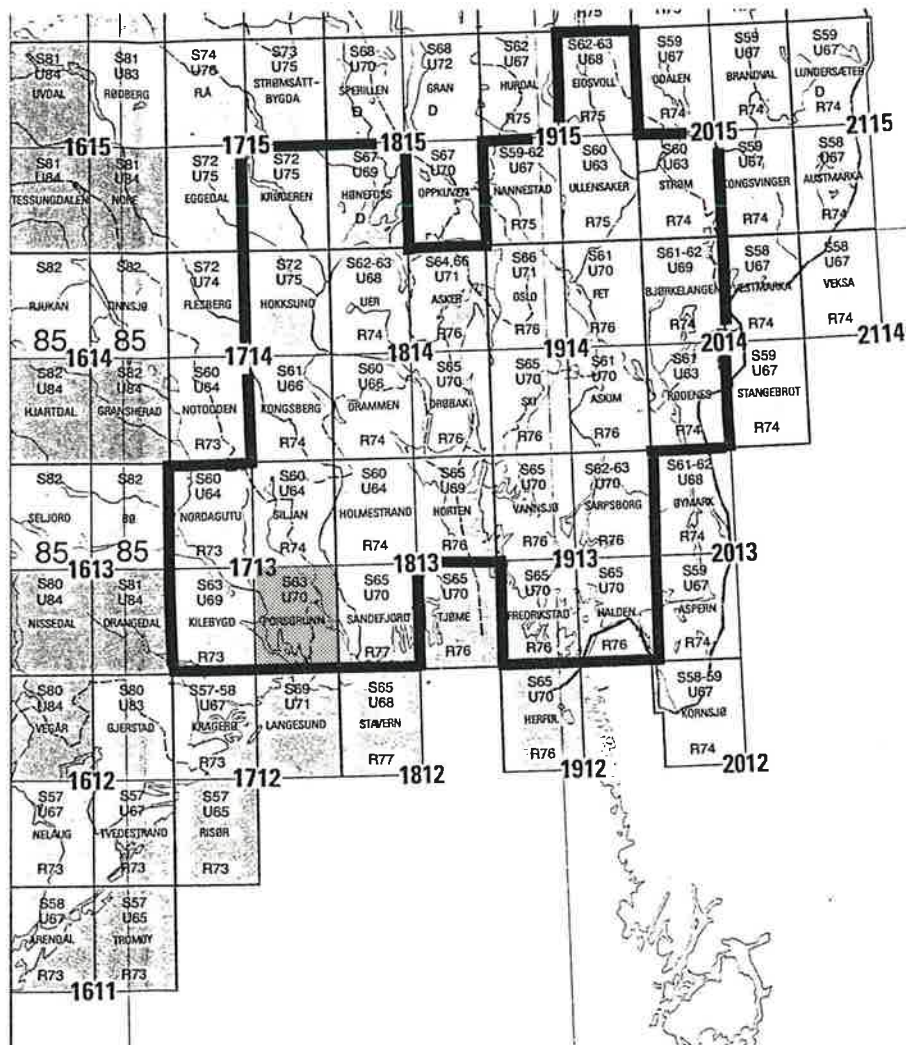 R75
S81 S81 S74 S73 S68 S68 S62 S62-63 S59 S59 S59
U84 U83 U76 U75 U70 U72 U67 U68 U67 U67 U67
UVDAL RØDBERG FLÅ STRØMSÅTT- SPERILLEN GRAN HURDAL EIDSVOLL ODALEN BRANDVAL LUNDERSÆTER
BYGDA
D D D
R75 R75 R74 R74 R74
1615 1715 1815 1915 2015 2115
S81 S81 S72 S72 S67 S67 S59-62 S60 S60 S59 S58
U84 U84 U75 U75 U69 U70 U67 U63 U63 U67 U67
TESSUNGDALEN NORE EGGEDAL KRØDEREN HØNEFOSS OPPKUVEN NANNESTAD ULLENSAKER STRØM KONGSVINGER AUSTMARKA
D R75 R75 R74 R74 R74
S82 S82 S72 S72 S62-63 S64,66 S66 S61 S61-62 S58 S58
U74 U75 U68 U71 U71 U70 U69 U67 U67
RJUKAN TINNSJØ FLESBERG HOKKSUND LIER ASKER OSLO FET BJØRKELANGEN VESTMARKA VEKSA
85 85 R74 R76 R76 R76 R74 R74 R74
1614 1714 1814 1914 2014 2114
S82 S82 S60 S61 S60 S65 S65 S61 S61 S59
U84 U84 U64 U66 U66 U70 U70 U70 U63 U67
HJARTDAL GRANSHERAD NOTODDEN KONGSBERG DRAMMEN DRØBAK SKI ASKIM RØDENES STANGEBROT
R73 R74 R74 R76 R76 R76 R74 R74
S82 S82 S60 S60 S60 S65 S65 S62-63 S61-62
U64 U64 U64 U69 U70 U70 U68
SELJORD BØ NORDAGUTU SILJAN HOLMESTRAND HORTEN VANNSJØ SARPSBORG ØYMARK
85 85 R73 R74 R74 R76 R76 R76 R74
1613 1713 1813 1913 2013
S80 S81 S63 S63 S65 S65 S65 S65 S59
U84 U84 U69 U70 U70 U70 U70 U70 U67
NISSEDAL DRANGEDAL KILEBYGD PORSGRUNN SANDEFJORD TJØME FREDRIKSTAD HALDEN ASPERN
R73 R77 R76 R76 R76 R74
S80 S80 S57-58 S69 S65 S65 S58-59
U84 U83 U67 U71 U68 U70 U67
VEGÅR GJERSTAD KRAGERØ LANGESUND STAVERN HERFØL KORNSJØ
R73 R77 R76 R74
1612 1712 1812 1912 2012
S57 S57 S57
U67 U67 U65
NELAUG TVEDESTRAND RISØR
R73 R73 R73
S58 S57
U67 U65
ARENDAL TROMØY
R73 R73
1611